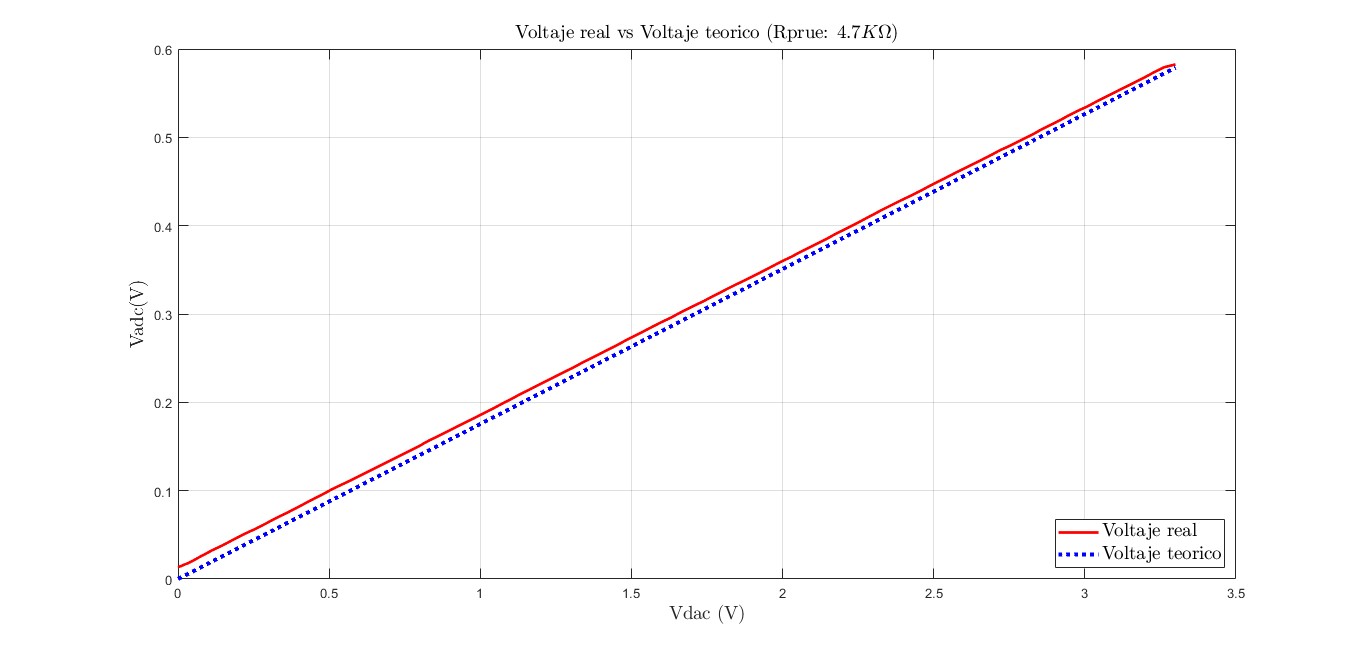 Voltaje real vs Voltaje teorico (Rprue: 4.7KΩ)
0.6
0.5
0.4
0.3
0.2
0.1
0
Vadc(V)
0 0.5 1 1.5 2 2.5 3 3.5
Vdac (V)
Voltaje real
Voltaje teorico